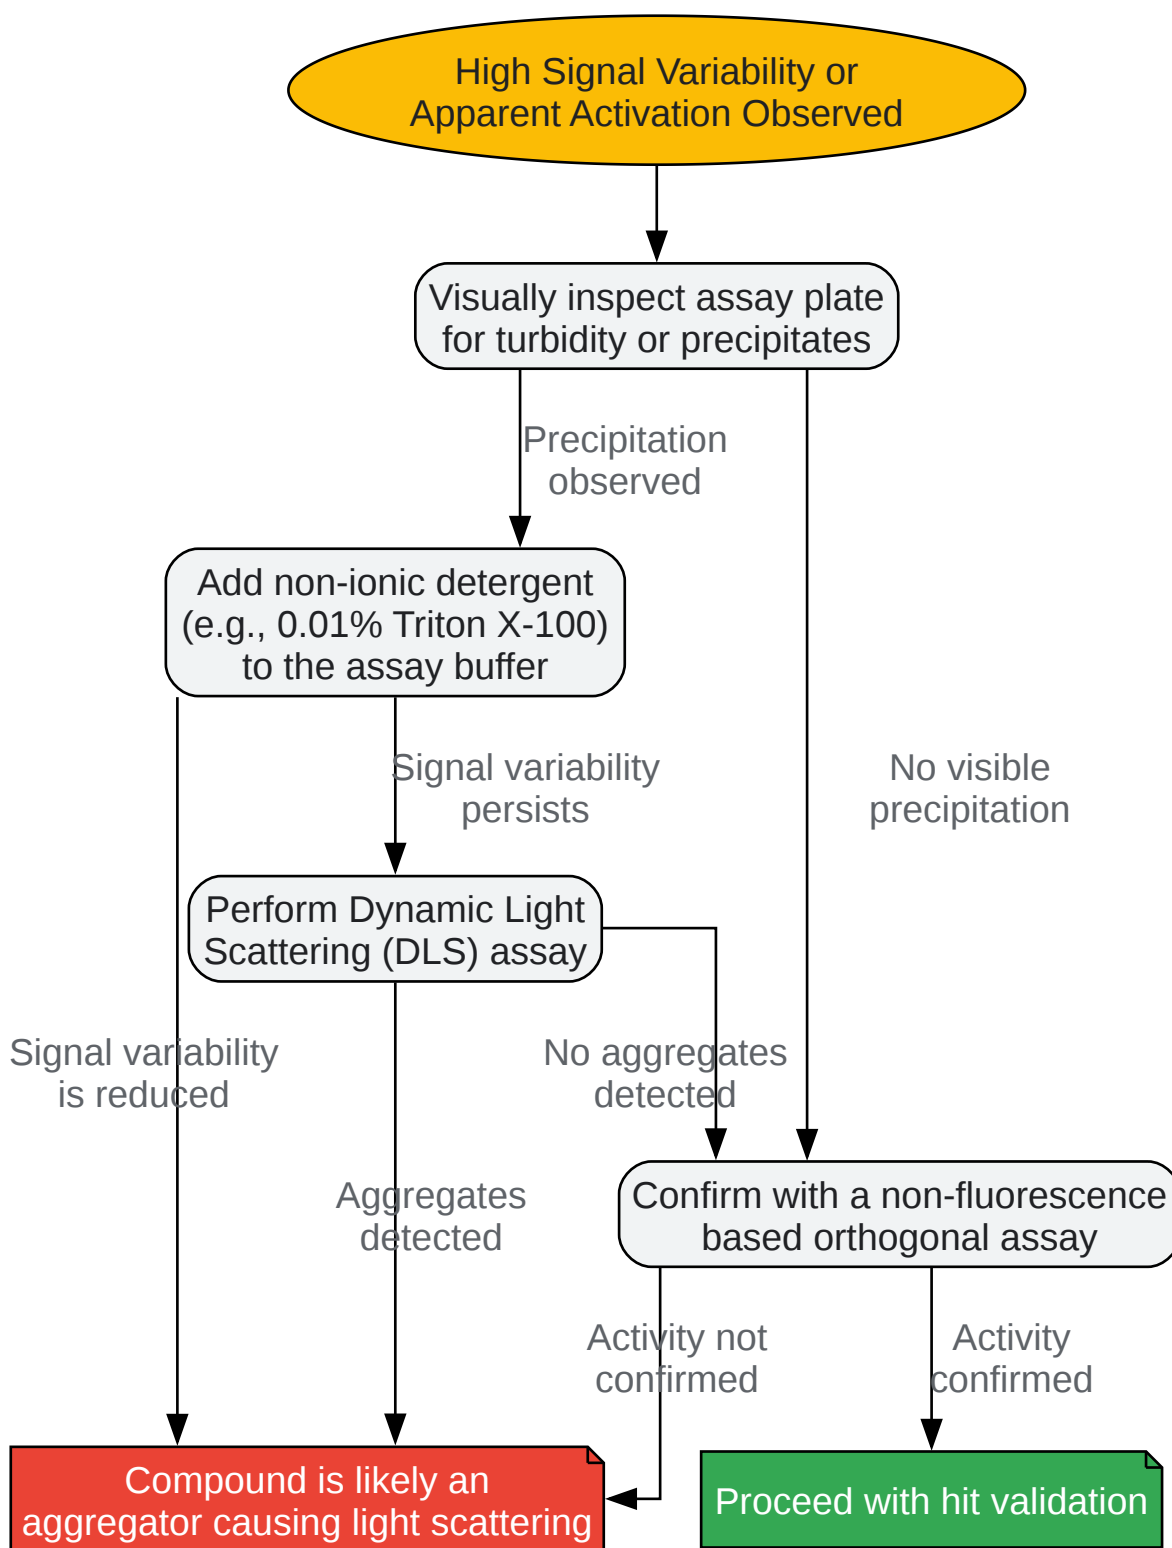 High Signal Variability or
Apparent Activation Observed
Visually inspect assay plate
for turbidity or precipitates
Precipitation
observed
Add non-ionic detergent
(e.g., 0.01% Triton X-100)
to the assay buffer
Signal variability
persists
No visible
precipitation
Perform Dynamic Light
Scattering (DLS) assay
Signal variability
is reduced
No aggregates
detected
Aggregates
detected
Confirm with a non-fluorescence
based orthogonal assay
Activity not
confirmed
Activity
confirmed
Compound is likely an
aggregator causing light scattering
Proceed with hit validation